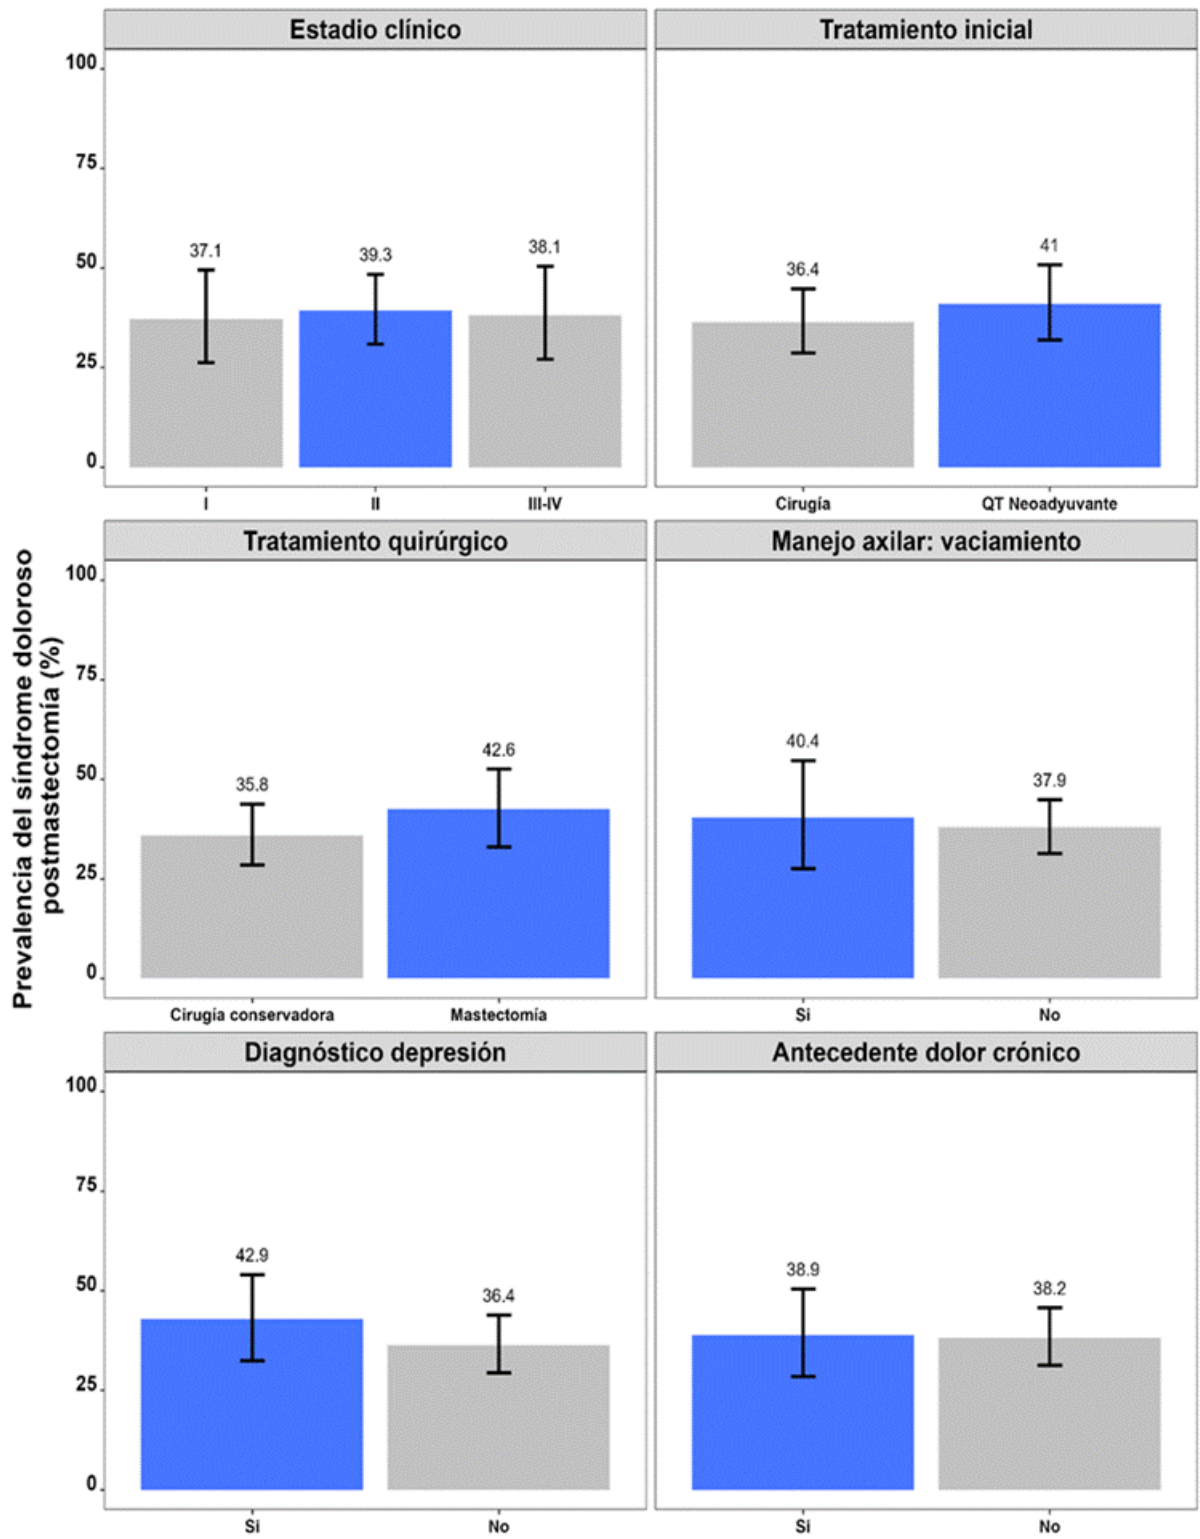 Estadio clínico
Tratamiento inicial
100
75
50
25
0
37.1
39.3
38.1
36.4
41
I
II
III-IV
Cirugía
QT Neoadyuvante
Prevalencia del síndrome doloroso
postmastectomía (%)
Tratamiento quirúrgico
Manejo axilar: vaciamiento
100
75
50
25
0
35.8
42.6
40.4
37.9
Cirugia conservadora
Mastectomía
Si
No
Diagnóstico depresión
Antecedente dolor crónico
100
75
50
25
0
42.9
36.4
38.9
38.2
Si
No
Si
No